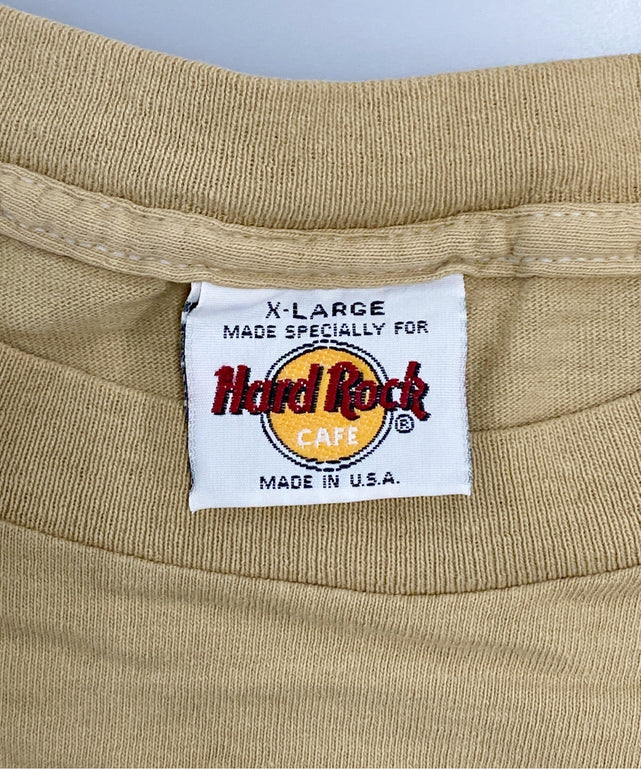 X-LARGE
MADE SPECIALLY FOR
Hard Rock
CAFE ®
MADE IN U.S.A.